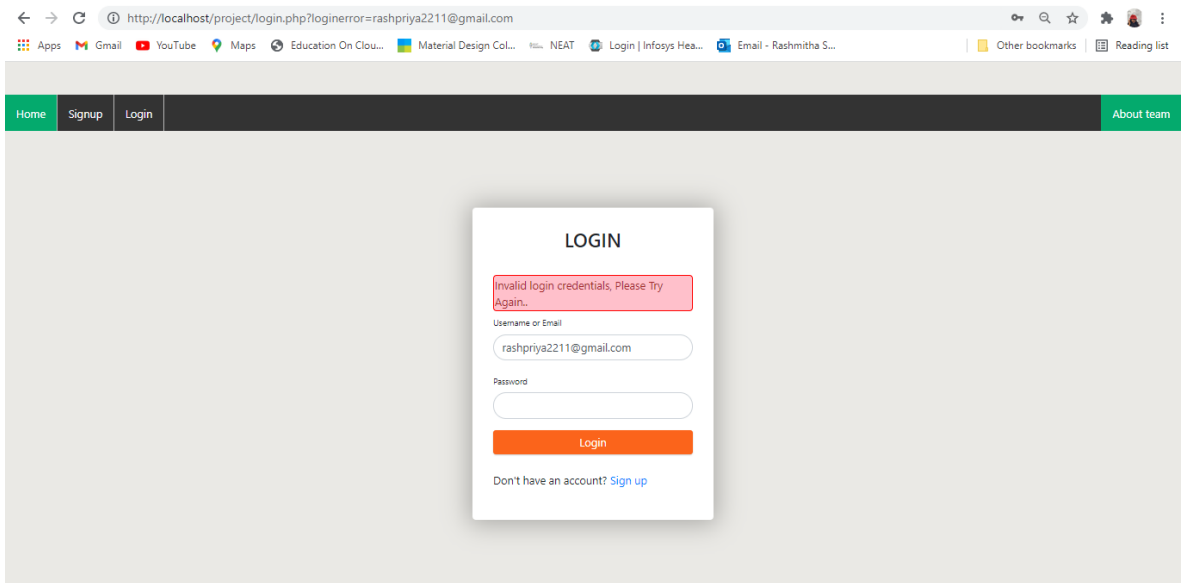 http://localhost/project/login.php?loginerror=rashpriya2211@gmail.com
Apps Gmail YouTube Maps Education On Clou... Material Design Col... NEAT Login | Infosys Hea... Email - Rashmitha S... Other bookmarks Reading list
Home Signup Login About team
LOGIN
Invalid login credentials, Please Try
Again..
Username or Email
rashpriya2211@gmail.com
Password
Login
Don't have an account? Sign up